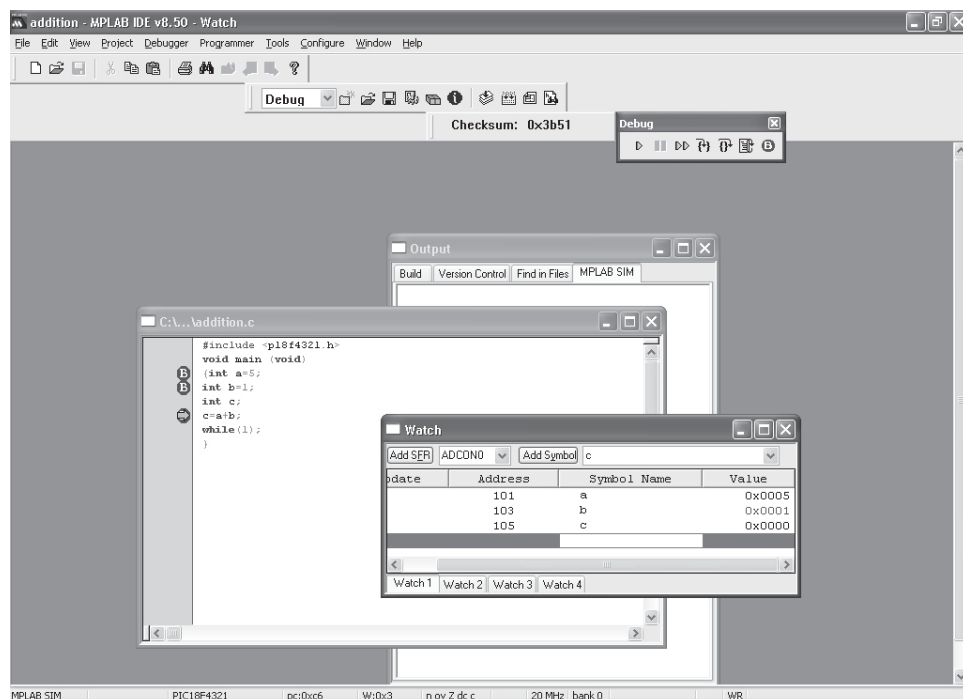 addition - MPLAB IDE v8.50 - Watch
File Edit View Project Debugger Programmer Tools Configure Window Help
Debug
Checksum: 0x3b51
Debug
Output
Build Version Control Find in Files MPLAB SIM
C:\...\addition.c
#include <p18f4321.h>
void main (void)
{int a=5;
B
int b=1;
B
int c;
c=a+b;
while(1);
}
Watch
Add SFR ADCON0 Add Symbol c
pdate Address Symbol Name Value
101 a 0x0005
103 b 0x0001
105 c 0x0000
Watch 1 Watch 2 Watch 3 Watch 4
MPLAB SIM PIC18F4321 pc:0xc6 W:0x3 n ov Z dc c 20 MHz bank 0 WR